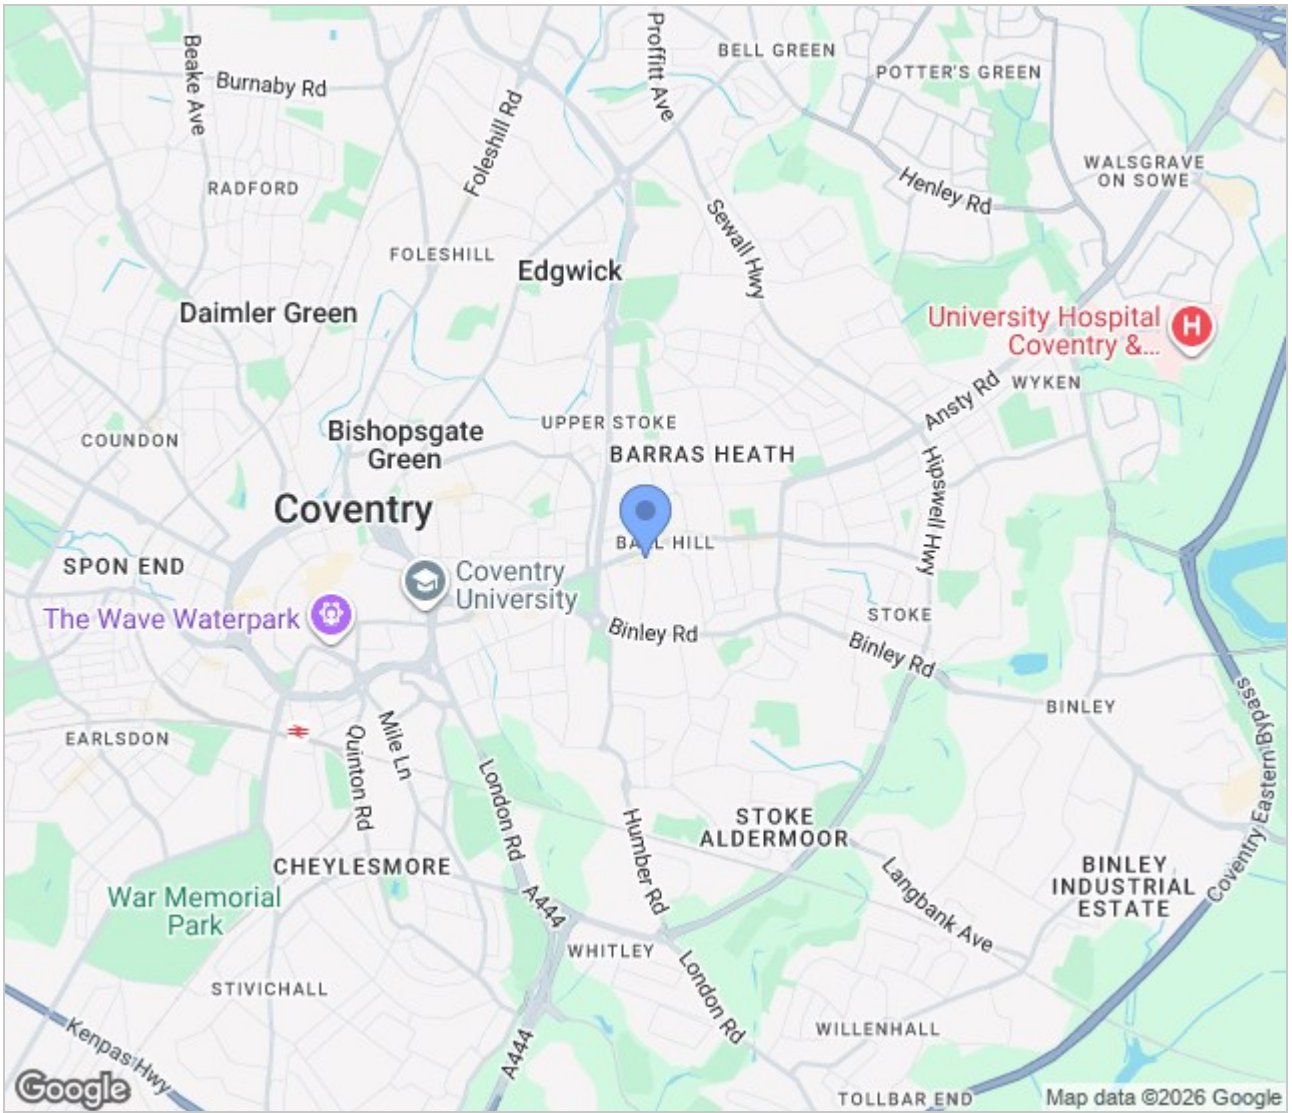 Proffitt Ave
BELL GREEN
Beake Ave
Burnaby Rd
POTTER'S GREEN
Foleshill Rd
WALSGRAVE
ON SOWE
RADFORD
Henley Rd
Sewall Hwy
FOLESHILL
Edgwick
Daimler Green
University Hospital
Coventry &...
H
WYKEN
Ansty Rd
UPPER STOKE
Bishopsgate
Green
COUNDON
BARRAS HEATH
Hipswell Hwy
Coventry
HILL
SPON END
Coventry
University
The Wave Waterpark
STOKE
Binley Rd
Binley Rd
BINLEY
Coventry Eastern Bypass
EARLSDON
Quinton Rd
Mile Ln
London Rd
Humber Rd
STOKE
ALDERMOOR
CHEYLESMORE
Langbank Ave
BINLEY
INDUSTRIAL
ESTATE
War Memorial
Park
A444
WHITLEY
London Rd
STIVICHALL
WILLENHALL
Kenpas Hwy
A444
TOLLBAR END
Google
Map data ©2026 Google